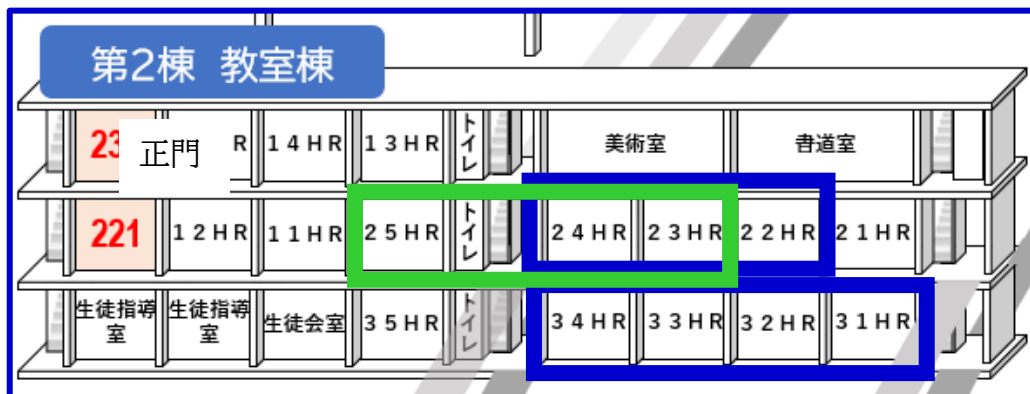 第2棟 教室棟
正門
R
14HR
13HR
トイレ
美術室
書道室
221
12HR
11HR
25HR
トイレ
24HR
23HR
22HR
21HR
生徒指導
室
生徒指導
室
生徒会室
35HR
トイレ
34HR
33HR
32HR
31HR